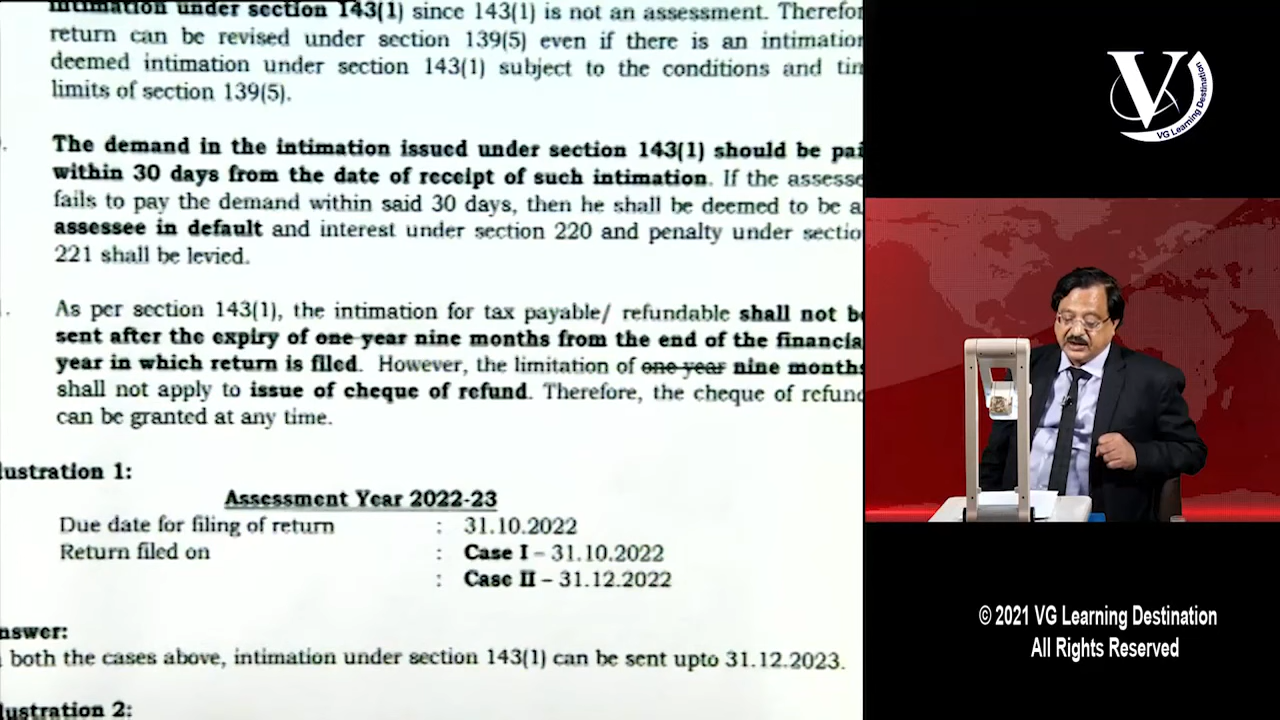 intimation under section 143(1) since 143(1) is not an assessment. Therefor
return can be revised under section 139(5) even if there is an intimation
deemed intimation under section 143(1) subject to the conditions and tim
limits of section 139(5).
The demand in the intimation issued under section 143(1) should be pai
within 30 days from the date of receipt of such intimation. If the assesse
fails to pay the demand within said 30 days, then he shall be deemed to be a
assessee in default and interest under section 220 and penalty under sectio
221 shall be levied.
As per section 143(1), the intimation for tax payable/ refundable shall not be
sent after the expiry of one year nine months from the end of the financia
year in which return is filed. However, the limitation of one year nine months
shall not apply to issue of cheque of refund. Therefore, the cheque of refund
can be granted at any time.
lustration 1:
Assessment Year 2022-23
Due date for filing of return : 31.10.2022
Return filed on : Case I – 31.10.2022
: Case II – 31.12.2022
nswer:
both the cases above, intimation under section 143(1) can be sent upto 31.12.2023.
lustration 2:
V
VG Learning Destination
© 2021 VG Learning Destination
All Rights Reserved